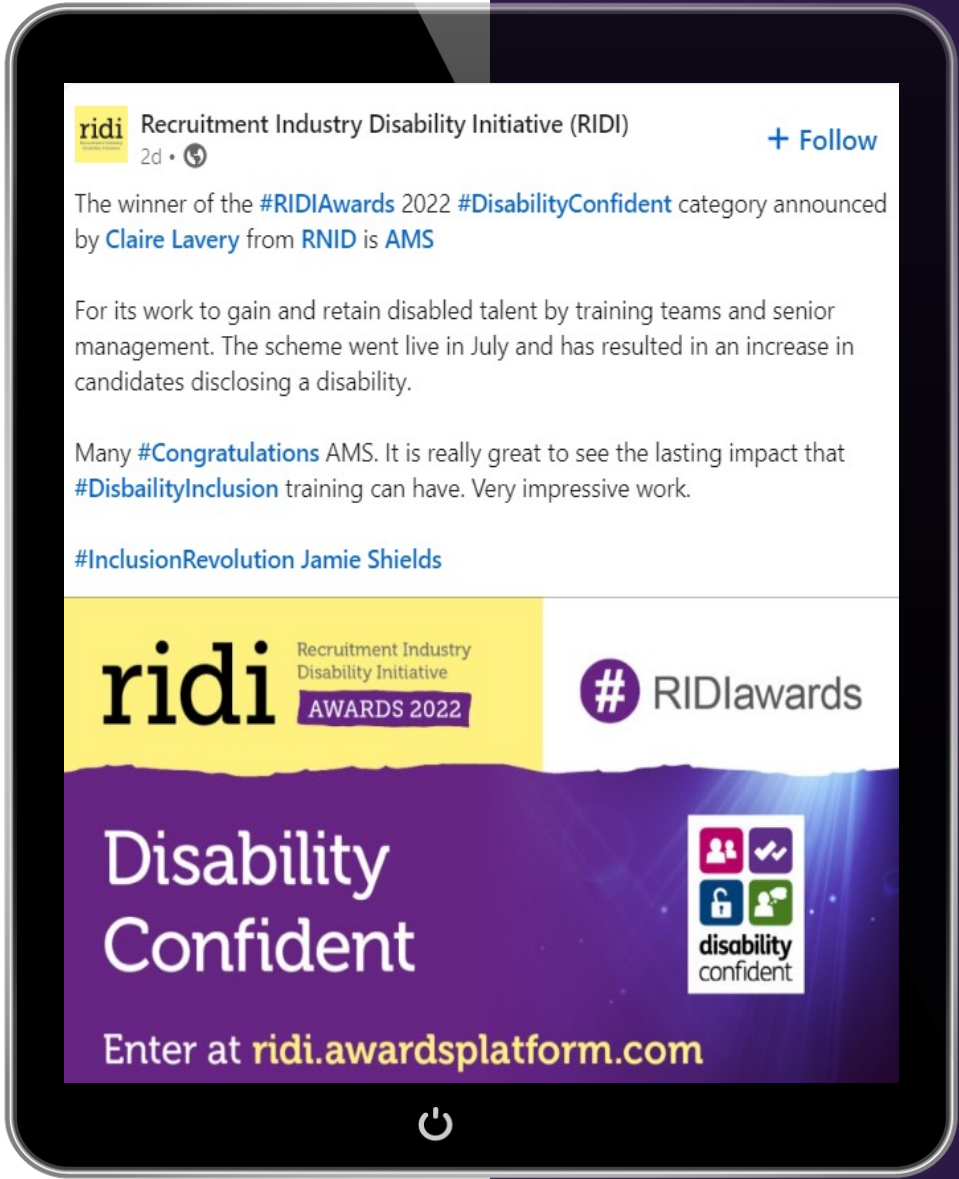 ridi
Recruitment Industry Disability Initiative (RIDI)
2d •
+ Follow
The winner of the #RIDIAwards 2022 #DisabilityConfident category announced
by Claire Lavery from RNID is AMS
For its work to gain and retain disabled talent by training teams and senior
management. The scheme went live in July and has resulted in an increase in
candidates disclosing a disability.
Many #Congratulations AMS. It is really great to see the lasting impact that
#DisbailityInclusion training can have. Very impressive work.
#InclusionRevolution Jamie Shields
ridi
Recruitment Industry
Disability Initiative
AWARDS 2022
# RIDIawards
Disability
Confident
disability
confident
Enter at ridi.awardsplatform.com